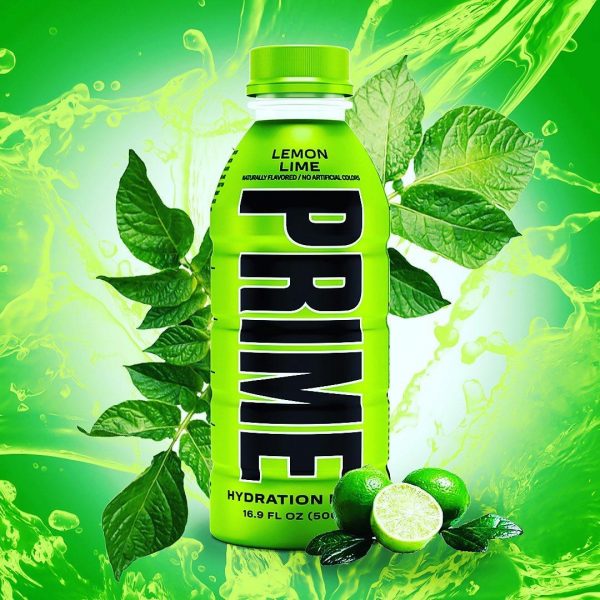 LEMON
LIME
NATURALLY FLAVORED / NO ARTIFICIAL COLORS
PRIME
HYDRATION
16.9 FL OZ (500